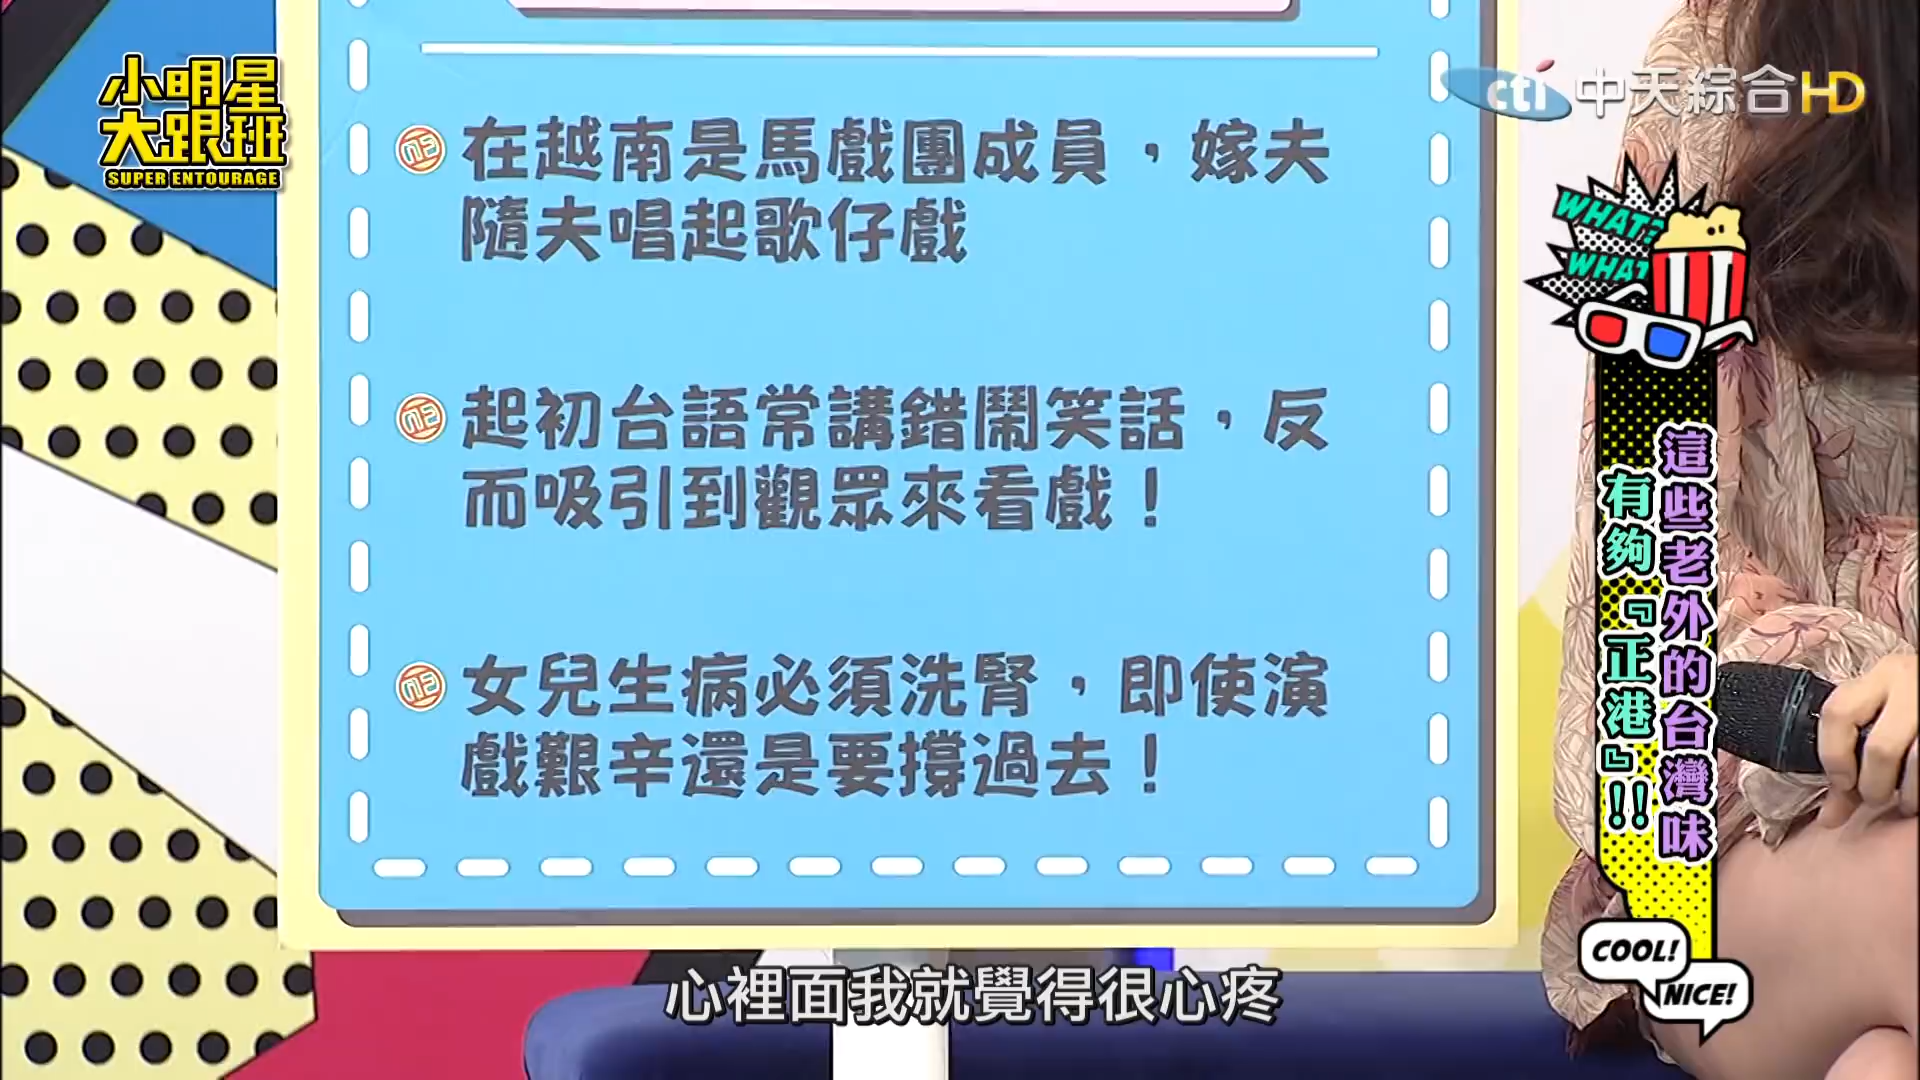 小明星
大跟班
SUPER ENTOURAGE
cti 中天綜合HD
正 在越南是馬戲團成員，嫁夫
隨夫唱起歌仔戲
正 起初台語常講錯鬧笑話，反
而吸引到觀眾來看戲！
正 女兒生病必須洗腎，即使演
戲艱辛還是要撐過去！
WHAT?
WHAT
這些老外的台灣味
有夠『正港』!!
COOL!
NICE!
心裡面我就覺得很心疼